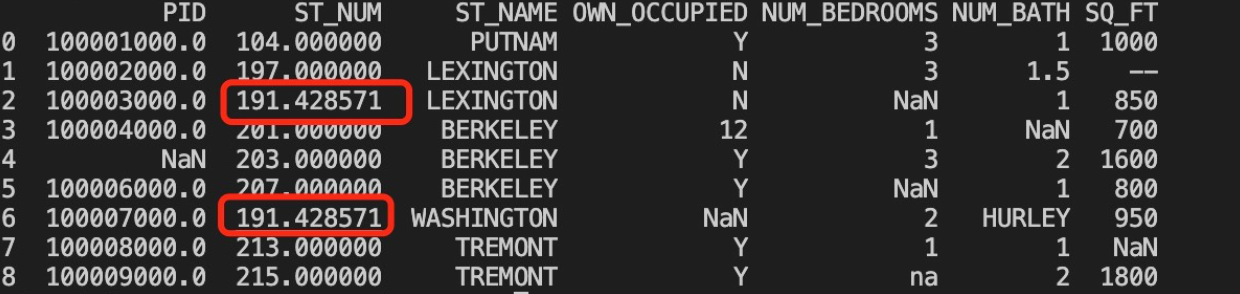 PID ST_NUM ST_NAME OWN_OCCUPIED NUM_BEDROOMS NUM_BATH SQ_FT
0 100001000.0 104.000000 PUTNAM Y 3 1 1000
1 100002000.0 197.000000 LEXINGTON N 3 1.5 --
2 100003000.0 191.428571 LEXINGTON N NaN 1 850
3 100004000.0 201.000000 BERKELEY 12 1 NaN 700
4 NaN 203.000000 BERKELEY Y 3 2 1600
5 100006000.0 207.000000 BERKELEY Y NaN 1 800
6 100007000.0 191.428571 WASHINGTON NaN 2 HURLEY 950
7 100008000.0 213.000000 TREMONT Y 1 1 NaN
8 100009000.0 215.000000 TREMONT Y na 2 1800